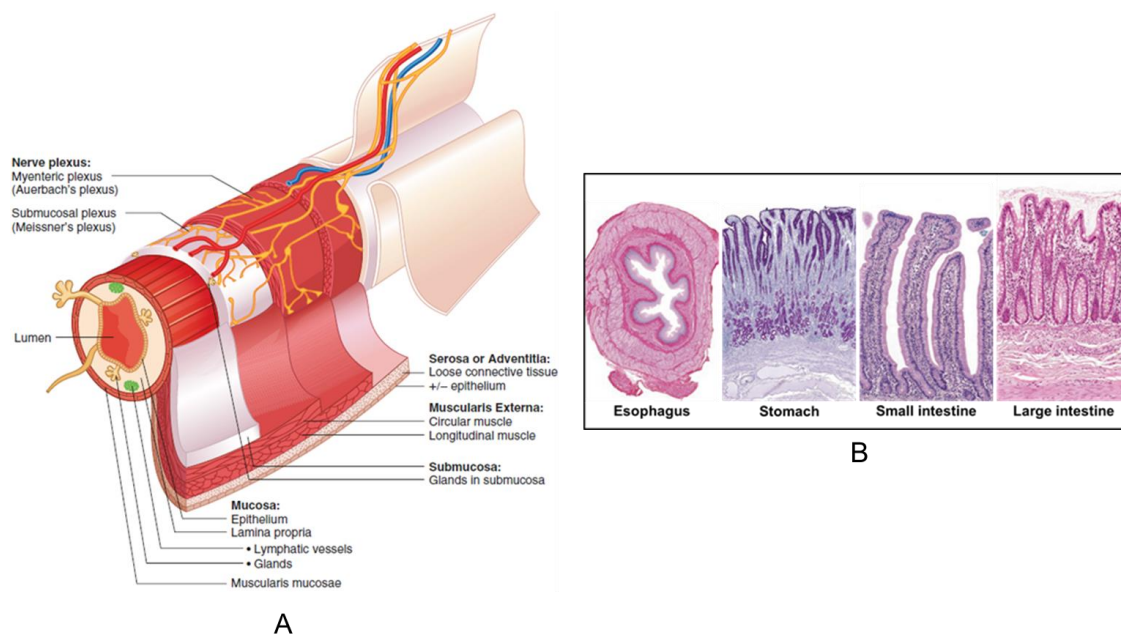 Nerve plexus:
Myenteric plexus
(Auerbach's plexus)
Submucosal plexus
(Meissner's plexus)
Lumen
Serosa or Adventitia:
Loose connective tissue
+/– epithelium
Muscularis Externa:
Circular muscle
Longitudinal muscle
Submucosa:
Glands in submucosa
Mucosa:
Epithelium
Lamina propria
• Lymphatic vessels
• Glands
Muscularis mucosae
A
Esophagus
Stomach
Small intestine
Large intestine
B